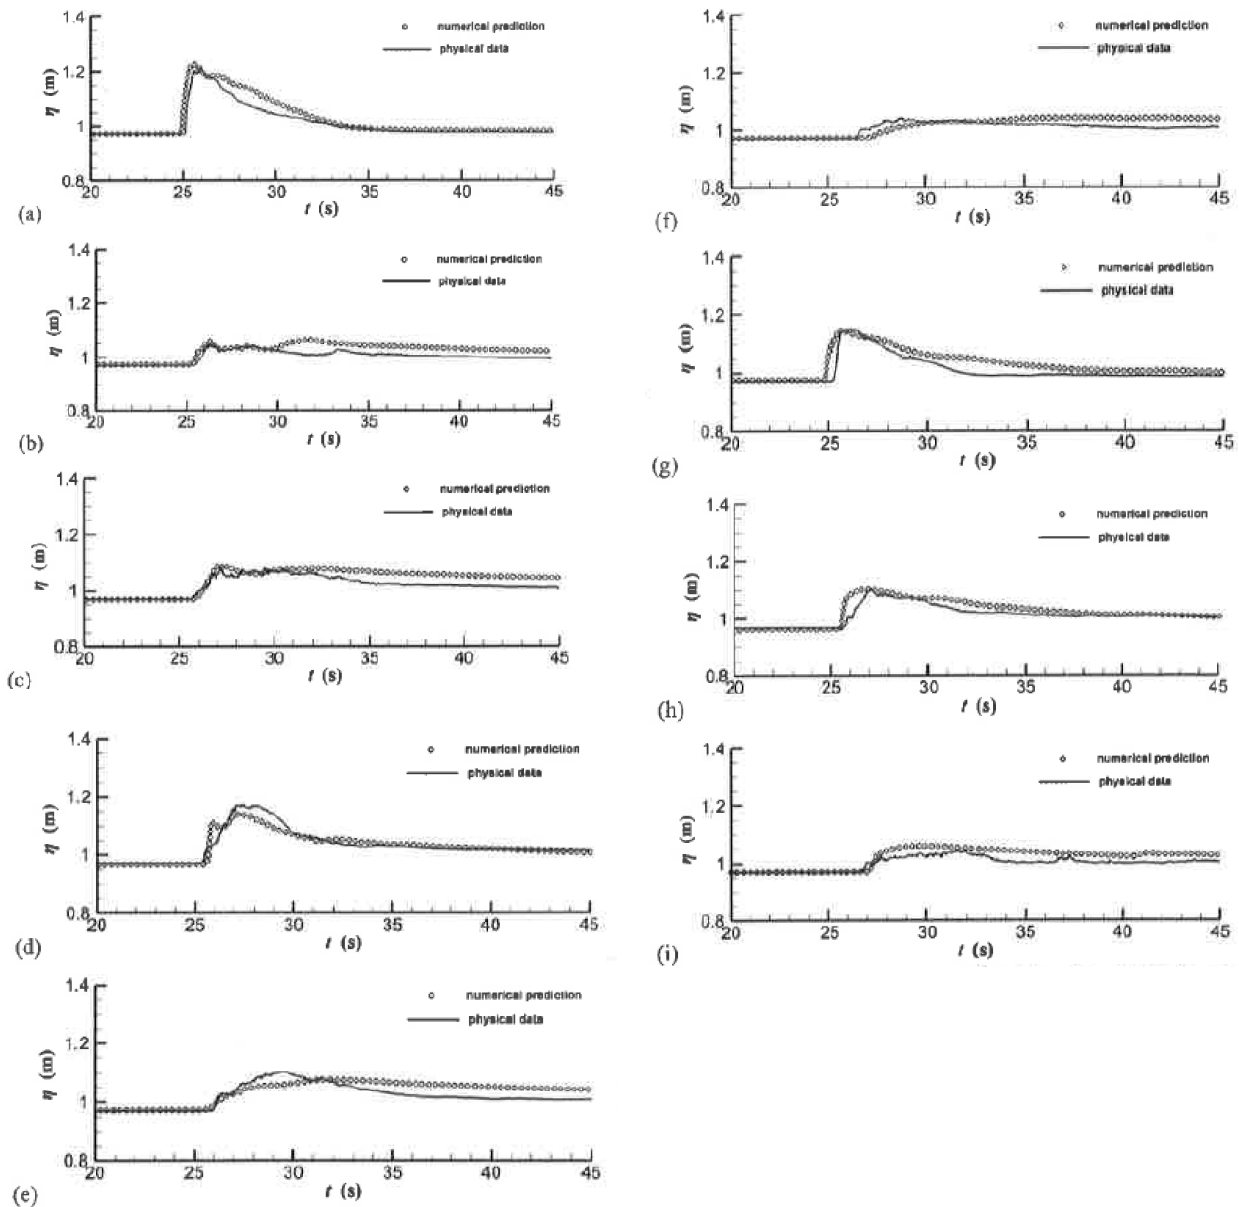 1.4
numerical prediction
physical data
1.2
η (m)
1
0.8
20 25 30 35 40 45
t (s)
(a)
1.4
numerical prediction
physical data
1.2
η (m)
1
0.8
20 25 30 35 40 45
t (s)
(b)
1.4
numerical prediction
physical data
1.2
η (m)
1
0.8
20 25 30 35 40 45
t (s)
(c)
1.4
numerical prediction
physical data
1.2
η (m)
1
0.8
20 25 30 35 40 45
t (s)
(d)
1.4
numerical prediction
physical data
1.2
η (m)
1
0.8
20 25 30 35 40 45
t (s)
(e)
1.4
numerical prediction
physical data
1.2
η (m)
1
0.8
20 25 30 35 40 45
t (s)
(f)
1.4
numerical prediction
physical data
1.2
η (m)
1
0.8
20 25 30 35 40 45
t (s)
(g)
1.4
numerical prediction
physical data
1.2
η (m)
1
0.8
20 25 30 35 40 45
t (s)
(h)
1.4
numerical prediction
physical data
1.2
η (m)
1
0.8
20 25 30 35 40 45
t (s)
(i)